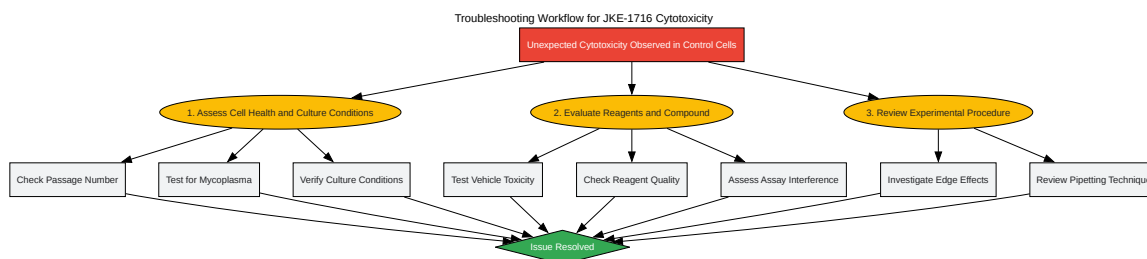 Troubleshooting Workflow for JKE-1716 Cytotoxicity
Unexpected Cytotoxicity Observed in Control Cells
1. Assess Cell Health and Culture Conditions
2. Evaluate Reagents and Compound
3. Review Experimental Procedure
Check Passage Number
Test for Mycoplasma
Verify Culture Conditions
Test Vehicle Toxicity
Check Reagent Quality
Assess Assay Interference
Investigate Edge Effects
Review Pipetting Technique
Issue Resolved